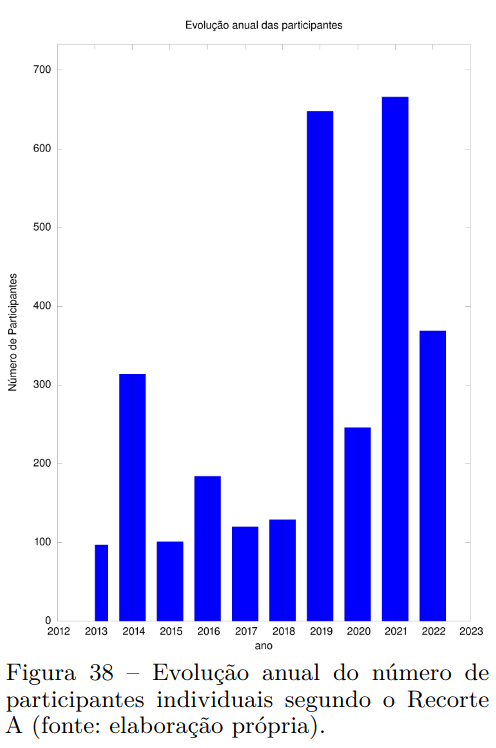 Evolução anual das participantes
700
600
500
400
300
200
100
0
Número de Participantes
2012 2013 2014 2015 2016 2017 2018 2019 2020 2021 2022 2023
ano
Figura 38 – Evolução anual do número de
participantes individuais segundo o Recorte
A (fonte: elaboração própria).